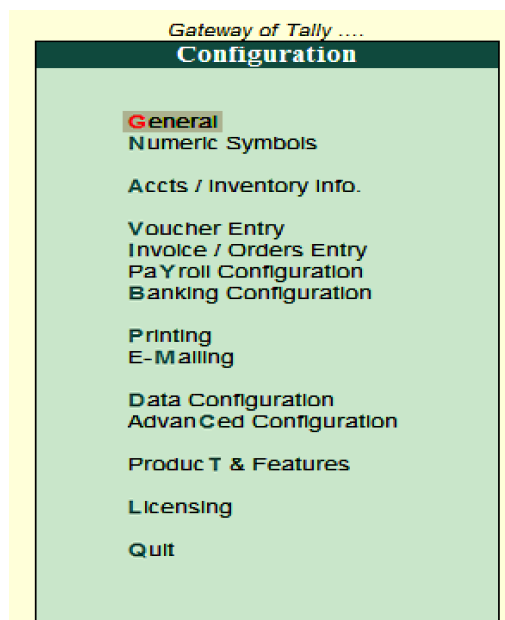 Gateway of Tally ....
Configuration
General
Numeric Symbols
Accts / Inventory Info.
Voucher Entry
Invoice / Orders Entry
PaYroll Configuration
Banking Configuration
Printing
E-Mailing
Data Configuration
AdvanCed Configuration
ProducT & Features
Licensing
Quit